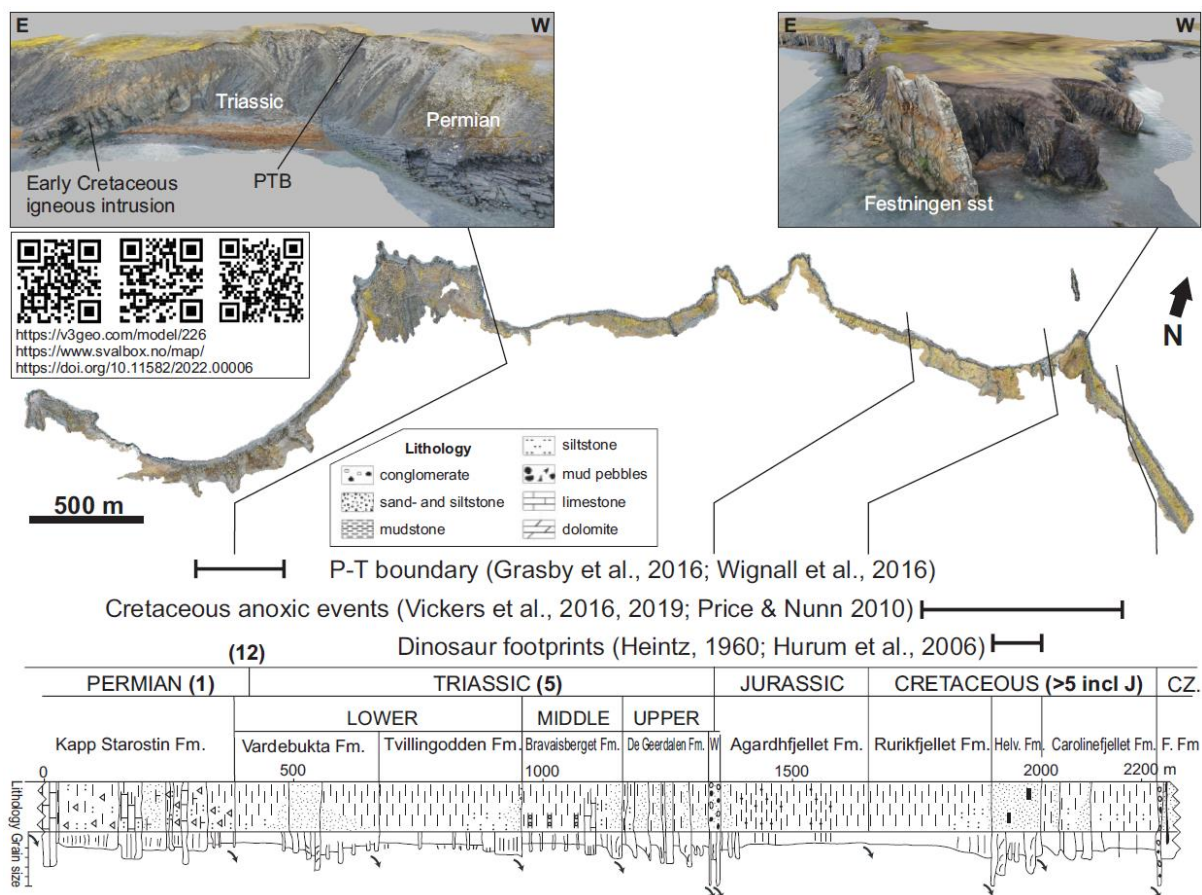 E
W
Triassic
Permian
Early Cretaceous
igneous intrusion
PTB
E
W
Festningen sst
https://v3geo.com/model/226
https://www.svalbox.no/map/
https://doi.org/10.11582/2022.00006
N
500 m
Lithology
conglomerate
sand- and siltstone
mudstone
siltstone
mud pebbles
limestone
dolomite
P-T boundary (Grasby et al., 2016; Wignall et al., 2016)
Cretaceous anoxic events (Vickers et al., 2016, 2019; Price & Nunn 2010)
Dinosaur footprints (Heintz, 1960; Hurum et al., 2006)
(12)
PERMIAN (1) TRIASSIC (5) JURASSIC CRETACEOUS (>5 incl J) CZ.
LOWER MIDDLE UPPER
Kapp Starostin Fm. Vardebukta Fm. Tvillingodden Fm. Bravaisberget Fm. De Geerdalen Fm. W Agardhfjellet Fm. Rurikfjellet Fm. Helv. Fm. Carolinefjellet Fm. F. Fm
0 500 1000 1500 2000 2200 m
Lithology
Grain size